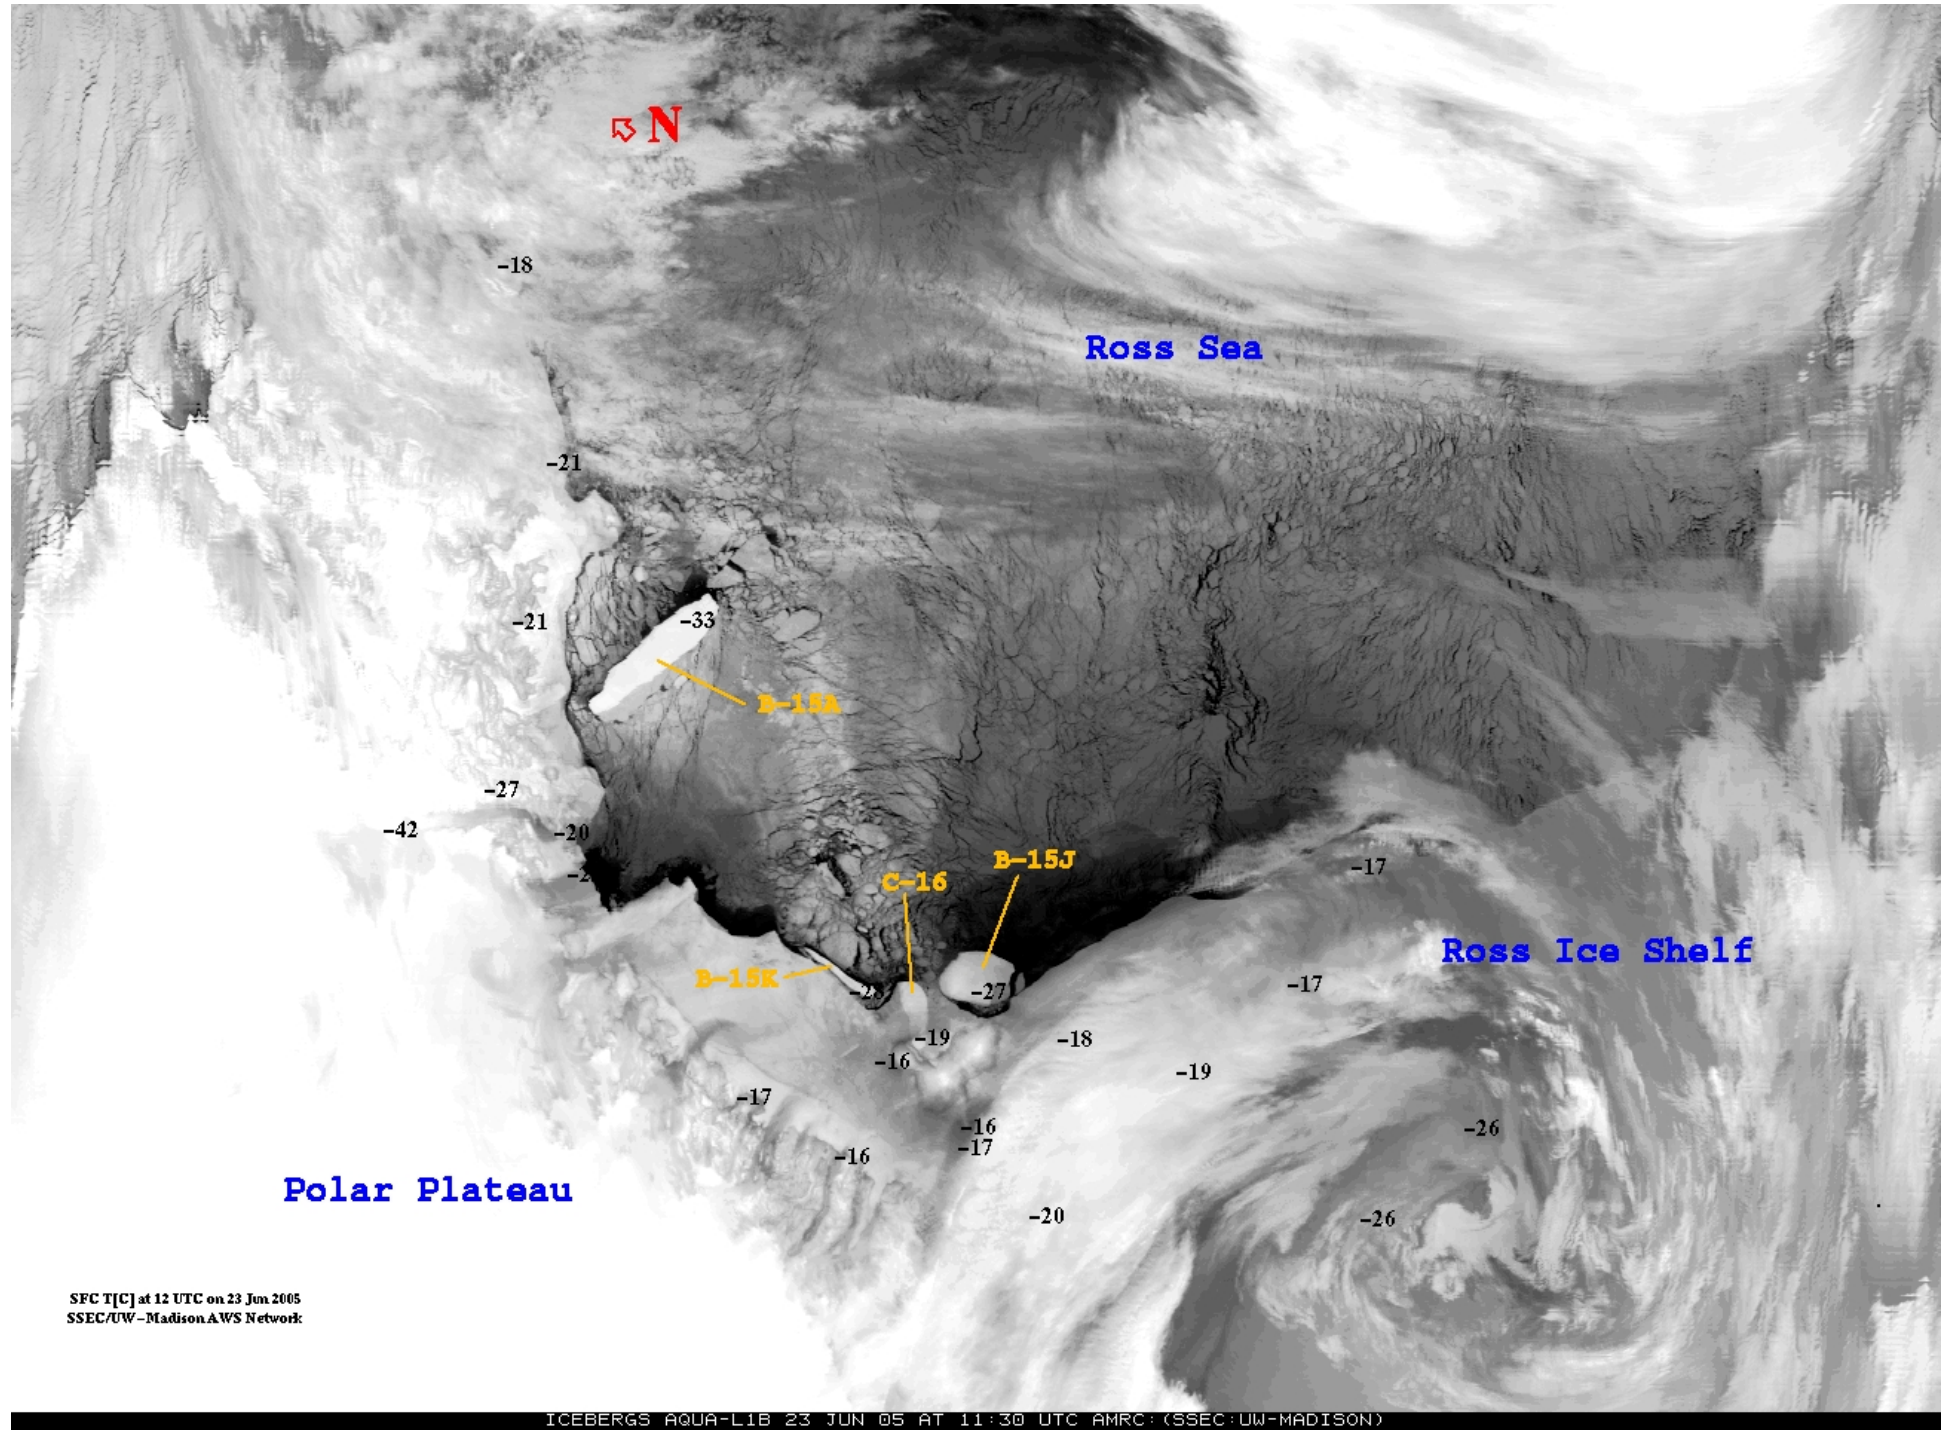 N
-18
Ross Sea
-21
-21
-33
B-15A
-27
-42
-20
B-15J
-17
C-16
Ross Ice Shelf
B-15K
-28
-27
-17
-19
-18
-16
-19
-17
-16
-26
-17
-16
Polar Plateau
-20
-26
SFC T[C] at 12 UTC on 23 Jun 2005
SSEC/UW-Madison AWS Network
ICEBERGS AQUA-L1B 23 JUN 05 AT 11:30 UTC AMRC:(SSEC:UW-MADISON)